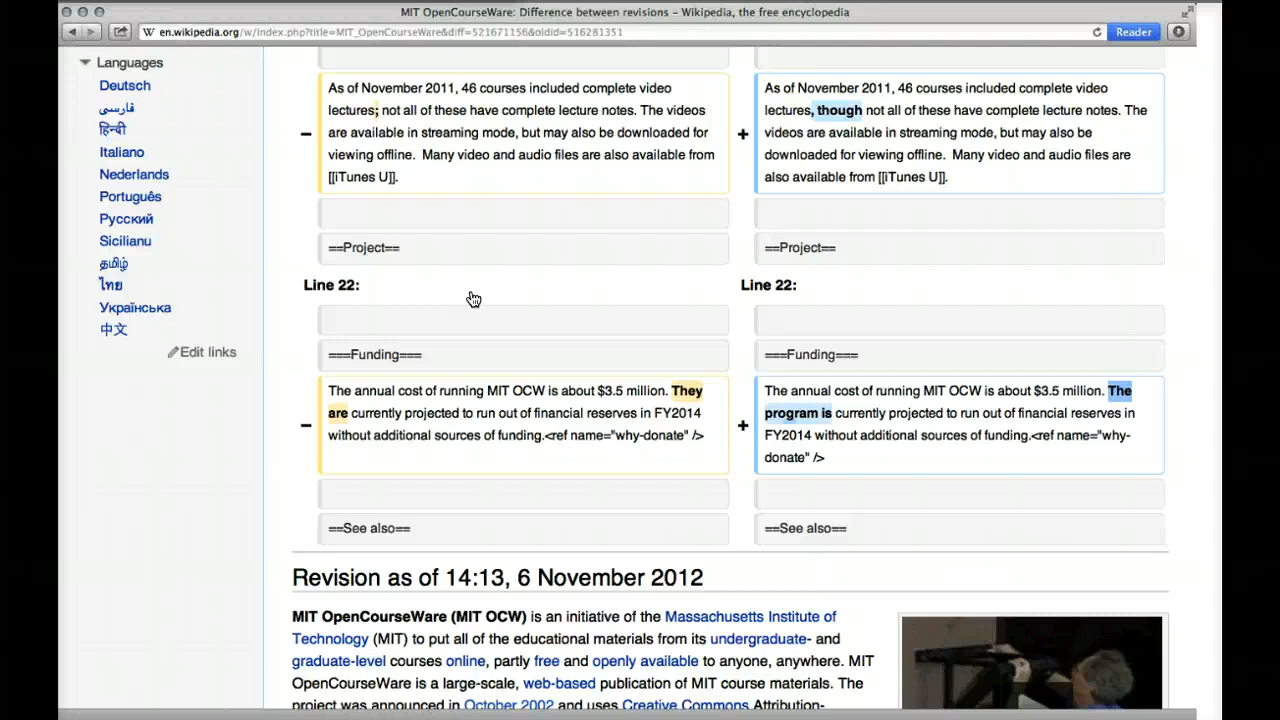 MIT OpenCourseWare: Difference between revisions – Wikipedia, the free encyclopedia
W en.wikipedia.org/w/index.php?title=MIT_OpenCourseWare&diff=521671156&oldid=516281351
Reader
Languages
Deutsch
فارسی
हिन्दी
Italiano
Nederlands
Português
Русский
Sicilianu
தமிழ்
ไทย
Українська
中文
Edit links
As of November 2011, 46 courses included complete video
lectures; not all of these have complete lecture notes. The videos
are available in streaming mode, but may also be downloaded for
viewing offline. Many video and audio files are also available from
[[iTunes U]].
==Project==
Line 22:
===Funding===
The annual cost of running MIT OCW is about $3.5 million. They
are currently projected to run out of financial reserves in FY2014
without additional sources of funding.<ref name="why-donate" />
==See also==
As of November 2011, 46 courses included complete video
lectures, though not all of these have complete lecture notes. The
videos are available in streaming mode, but may also be
downloaded for viewing offline. Many video and audio files are
also available from [[iTunes U]].
==Project==
Line 22:
===Funding===
The annual cost of running MIT OCW is about $3.5 million. The
program is currently projected to run out of financial reserves in
FY2014 without additional sources of funding.<ref name="why-
donate" />
==See also==
Revision as of 14:13, 6 November 2012
MIT OpenCourseWare (MIT OCW) is an initiative of the Massachusetts Institute of
Technology (MIT) to put all of the educational materials from its undergraduate- and
graduate-level courses online, partly free and openly available to anyone, anywhere. MIT
OpenCourseWare is a large-scale, web-based publication of MIT course materials. The
project was announced in October 2002 and uses Creative Commons Attribution-